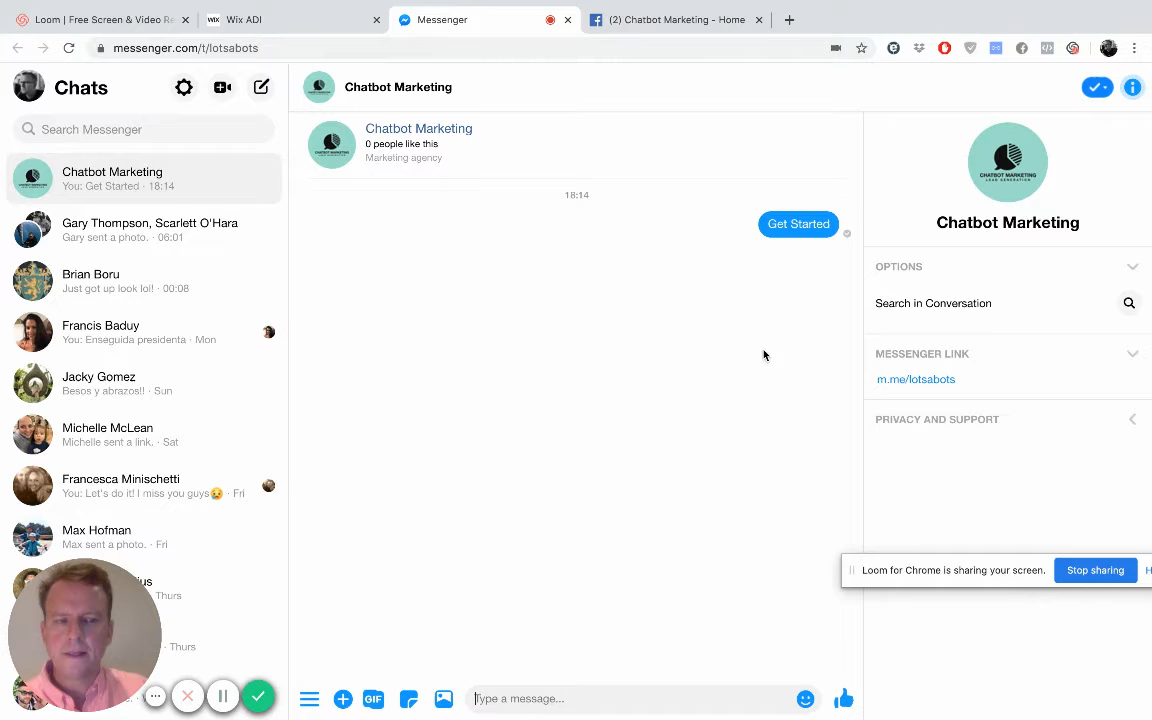 Loom | Free Screen & Video Re
Wix ADI
Messenger
(2) Chatbot Marketing - Home
messenger.com/t/lotsabots
Chats
Search Messenger
Chatbot Marketing
You: Get Started · 18:14
Gary Thompson, Scarlett O'Hara
Gary sent a photo. · 06:01
Brian Boru
Just got up look lol! · 00:08
Francis Baduy
You: Enseguida presidenta · Mon
Jacky Gomez
Besos y abrazos!! · Sun
Michelle McLean
Michelle sent a link. · Sat
Francesca Minischetti
You: Let's do it! I miss you guys😢 · Fri
Max Hofman
Max sent a photo. · Fri
Thurs
Thurs
Chatbot Marketing
Chatbot Marketing
0 people like this
Marketing agency
18:14
Get Started
GIF
Type a message...
CHATBOT MARKETING
LEAD GENERATION
Chatbot Marketing
OPTIONS
Search in Conversation
MESSENGER LINK
m.me/lotsabots
PRIVACY AND SUPPORT
Loom for Chrome is sharing your screen.
Stop sharing